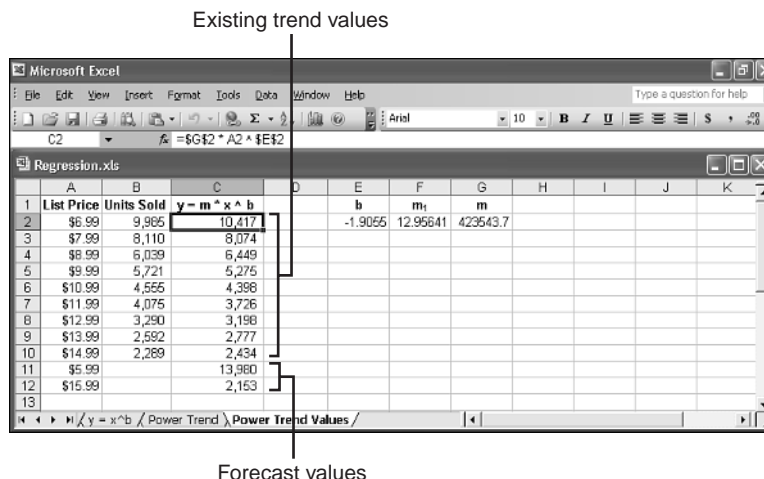 Existing trend values
Microsoft Excel
File Edit View Insert Format Tools Data Window Help Type a question for help
Arial 10 B I U $ ,
C2 fx =$G$2 * A2 ^ $E$2
Regression.xls
A B C D E F G H I J K
1 List Price Units Sold y = m * x ^ b b m₁ m
2 $6.99 9,985 10,417 -1.9055 12.95641 423543.7
3 $7.99 8,110 8,074
4 $8.99 6,039 6,449
5 $9.99 5,721 5,275
6 $10.99 4,555 4,398
7 $11.99 4,075 3,726
8 $12.99 3,290 3,198
9 $13.99 2,592 2,777
10 $14.99 2,289 2,434
11 $5.99 13,980
12 $15.99 2,153
13
y = x^b / Power Trend \ Power Trend Values /
Forecast values